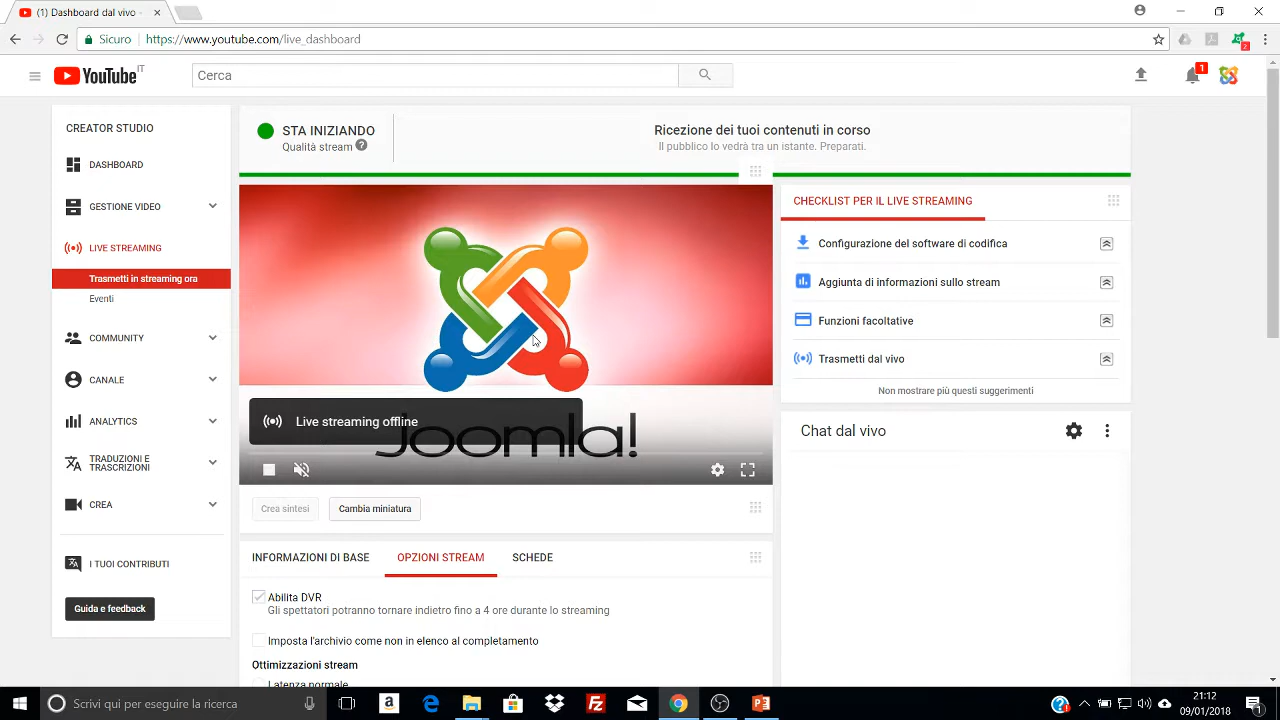 (1) Dashboard dal vivo -
Sicuro
https://www.youtube.com/live_dashboard
2
YouTube IT
Cerca
1
CREATOR STUDIO
DASHBOARD
GESTIONE VIDEO
LIVE STREAMING
Trasmetti in streaming ora
Eventi
COMMUNITY
CANALE
ANALYTICS
TRADUZIONI E
TRASCRIZIONI
CREA
I TUOI CONTRIBUTI
Guida e feedback
STA INIZIANDO
Qualità stream ?
Ricezione dei tuoi contenuti in corso
Il pubblico lo vedrà tra un istante. Preparati.
Live streaming offline
Joomla!
Crea sintesi
Cambia miniatura
INFORMAZIONI DI BASE
OPZIONI STREAM
SCHEDE
Abilita DVR
Gli spettatori potranno tornare indietro fino a 4 ore durante lo streaming
Imposta l'archivio come non in elenco al completamento
Ottimizzazioni stream
Latenza normale
CHECKLIST PER IL LIVE STREAMING
Configurazione del software di codifica
Aggiunta di informazioni sullo stream
Funzioni facoltative
Trasmetti dal vivo
Non mostrare più questi suggerimenti
Chat dal vivo
Scrivi qui per eseguire la ricerca
21:12
09/01/2018
1